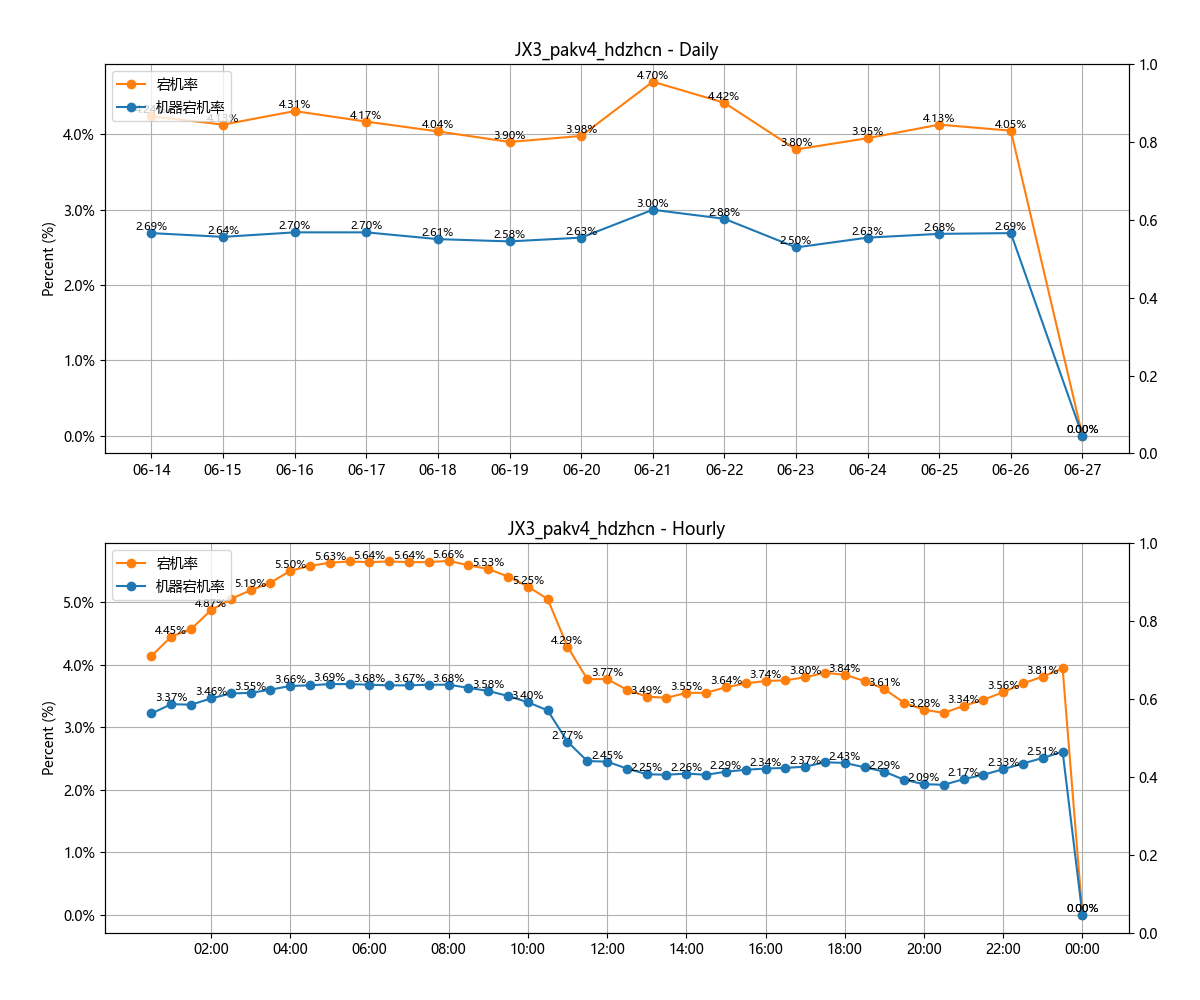 JX3_pakv4_hdzhcn - Daily
宕机率
机器宕机率
4.13% 4.31% 4.17% 4.04% 3.90% 3.98% 4.70% 4.42% 3.80% 3.95% 4.13% 4.05% 0.00%
2.69% 2.64% 2.70% 2.70% 2.61% 2.58% 2.63% 3.00% 2.88% 2.50% 2.63% 2.68% 2.69% 0.00%
Percent (%)
4.0%
3.0%
2.0%
1.0%
0.0%
1.0
0.8
0.6
0.4
0.2
0.0
06-14 06-15 06-16 06-17 06-18 06-19 06-20 06-21 06-22 06-23 06-24 06-25 06-26 06-27
JX3_pakv4_hdzhcn - Hourly
宕机率
机器宕机率
4.45% 4.87% 5.19% 5.50% 5.63% 5.64% 5.64% 5.66% 5.53% 5.25% 4.29% 3.77% 3.49% 3.55% 3.64% 3.74% 3.80% 3.84% 3.61% 3.28% 3.34% 3.56% 3.81% 0.00%
3.37% 3.46% 3.55% 3.66% 3.69% 3.68% 3.67% 3.68% 3.58% 3.40% 2.77% 2.45% 2.25% 2.26% 2.29% 2.34% 2.37% 2.43% 2.29% 2.09% 2.17% 2.33% 2.51% 0.00%
Percent (%)
5.0%
4.0%
3.0%
2.0%
1.0%
0.0%
1.0
0.8
0.6
0.4
0.2
0.0
02:00 04:00 06:00 08:00 10:00 12:00 14:00 16:00 18:00 20:00 22:00 00:00